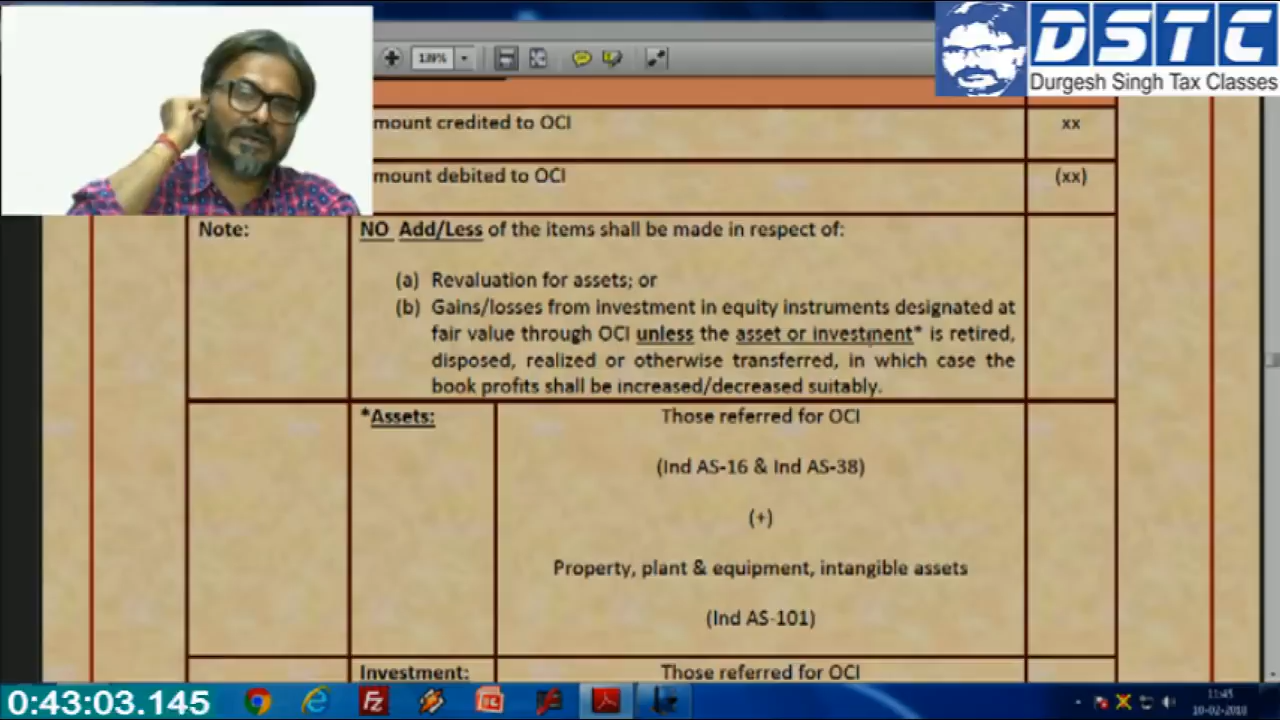 DSTC
Durgesh Singh Tax Classes
139%
mount credited to OCI
xx
mount debited to OCI
(xx)
Note:
NO Add/Less of the items shall be made in respect of:
(a) Revaluation for assets; or
(b) Gains/losses from investment in equity instruments designated at
fair value through OCI unless the asset or investment* is retired,
disposed, realized or otherwise transferred, in which case the
book profits shall be increased/decreased suitably.
*Assets:
Those referred for OCI
(Ind AS-16 & Ind AS-38)
(+)
Property, plant & equipment, intangible assets
(Ind AS-101)
Investment:
Those referred for OCI
0:43:03.145
11:45
10-02-2018